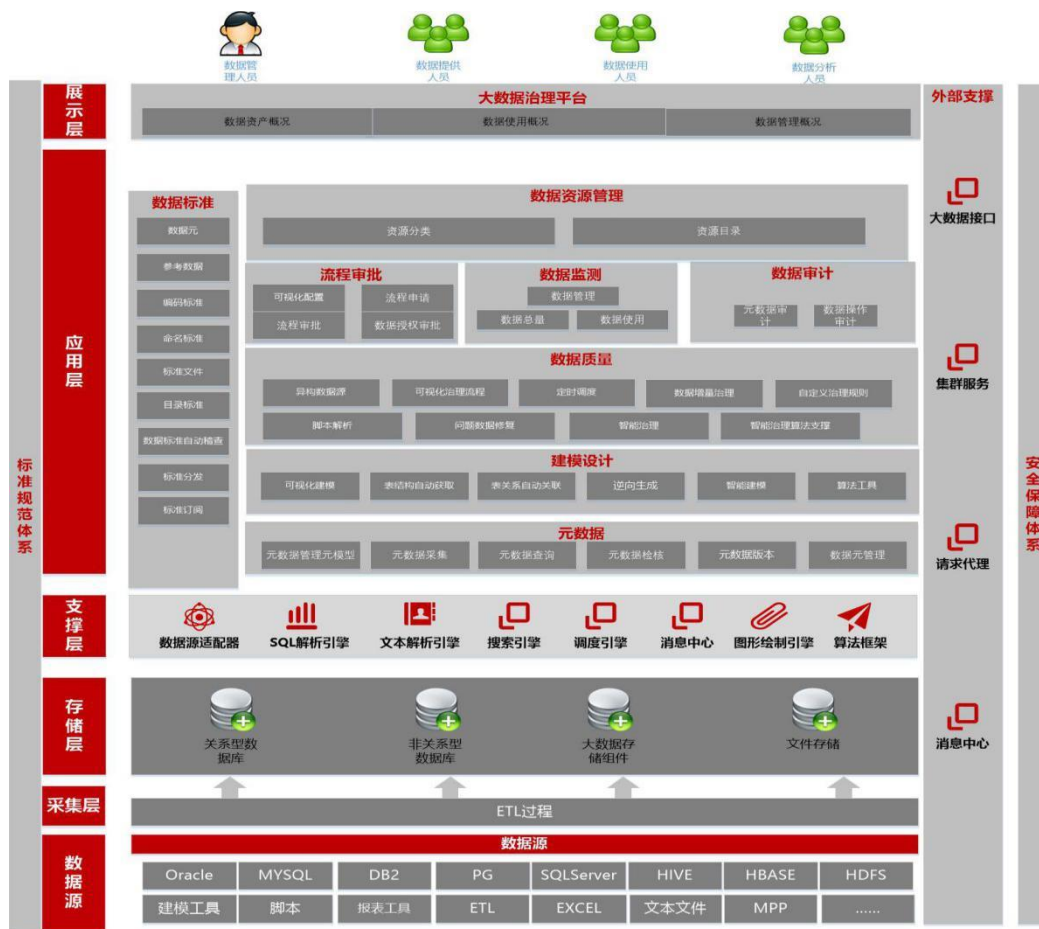 数据管
理人员
数据提供
人员
数据使用
人员
数据分析
人员
展
示
层
大数据治理平台
数据资产概况
数据使用概况
数据管理概况
外部支撑
应
用
层
数据标准
数据元
参考数据
编码标准
命名标准
标准文件
目录标准
数据标准自动稽查
标准分发
标准订阅
数据资源管理
资源分类
资源目录
流程审批
可视化配置
流程申请
流程审批
数据授权审批
数据监测
数据管理
数据总量
数据使用
数据审计
元数据审
计
数据操作
审计
数据质量
异构数据源
可视化治理流程
定时调度
数据增量治理
自定义治理规则
脚本解析
问题数据修复
智能治理
智能治理算法支撑
建模设计
可视化建模
表结构自动获取
表关系自动关联
逆向生成
智能建模
算法工具
元数据
元数据管理元模型
元数据采集
元数据查询
元数据检核
元数据版本
数据元管理
大数据接口
集群服务
请求代理
消息中心
标
准
规
范
体
系
安
全
保
障
体
系
支
撑
层
数据源适配器
SQL解析引擎
文本解析引擎
搜索引擎
调度引擎
消息中心
图形绘制引擎
算法框架
存
储
层
关系型数
据库
非关系型
数据库
大数据存
储组件
文件存储
采集层
ETL过程
数
据
源
数据源
Oracle
MYSQL
DB2
PG
SQLServer
HIVE
HBASE
HDFS
建模工具
脚本
报表工具
ETL
EXCEL
文本文件
MPP
......